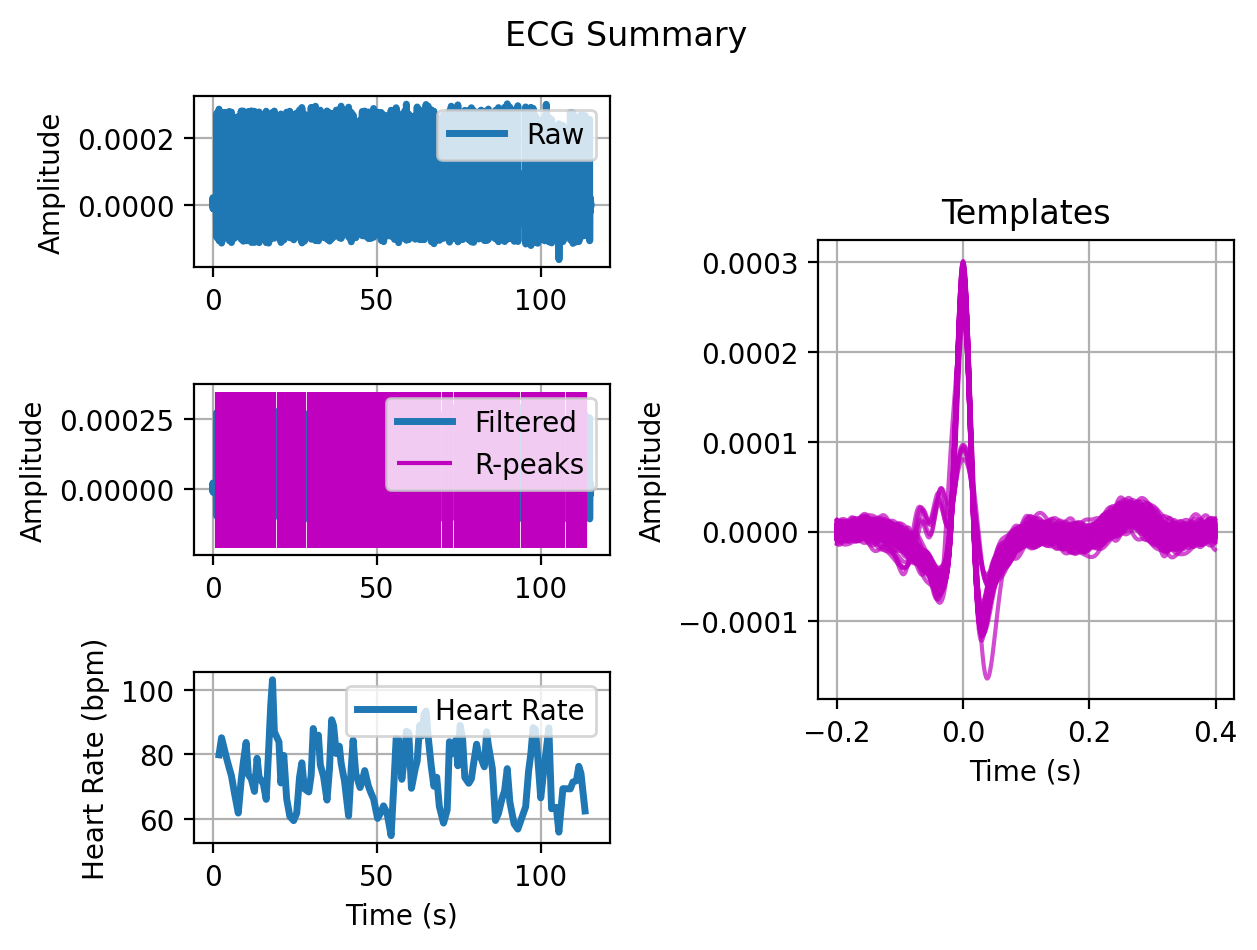 ECG Summary
Amplitude
0.0002
0.0000
Raw
0
50
100
Amplitude
0.00025
0.00000
Filtered
R-peaks
0
50
100
Heart Rate (bpm)
100
80
60
Heart Rate
0
50
100
Time (s)
Templates
Amplitude
0.0003
0.0002
0.0001
0.0000
−0.0001
−0.2
0.0
0.2
0.4
Time (s)